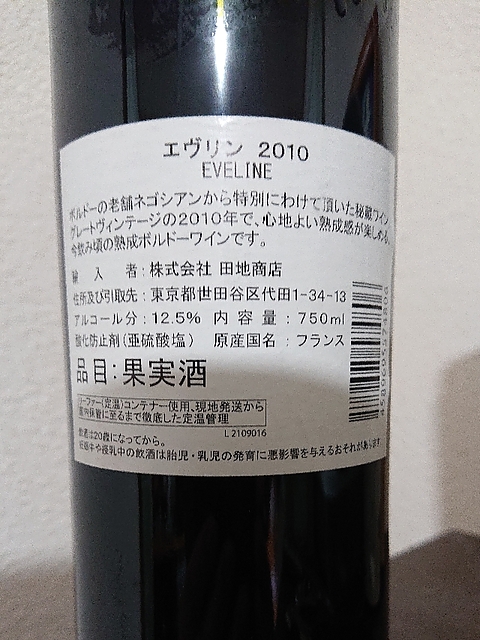 エヴリン 2010
EVELINE
ボルドーの老舗ネゴシアンから特別にわけて頂いた秘蔵ワイン
グレートヴィンテージの2010年で、心地よい熟成感が楽しめる、
今飲み頃の熟成ボルドーワインです。
輸 入 者:株式会社 田地商店
住所及び引取先:東京都世田谷区代田1-34-13
アルコール分:12.5% 内 容 量:750ml
酸化防止剤(亜硫酸塩) 原産国名:フランス
品目:果実酒
リーファー(定温)コンテナー使用、現地発送から
室内保管に至るまで徹底した定温管理
L2109016
飲酒は20歳になってから。
妊娠中や授乳中の飲酒は胎児・乳児の発育に悪影響を与えるおそれがあります